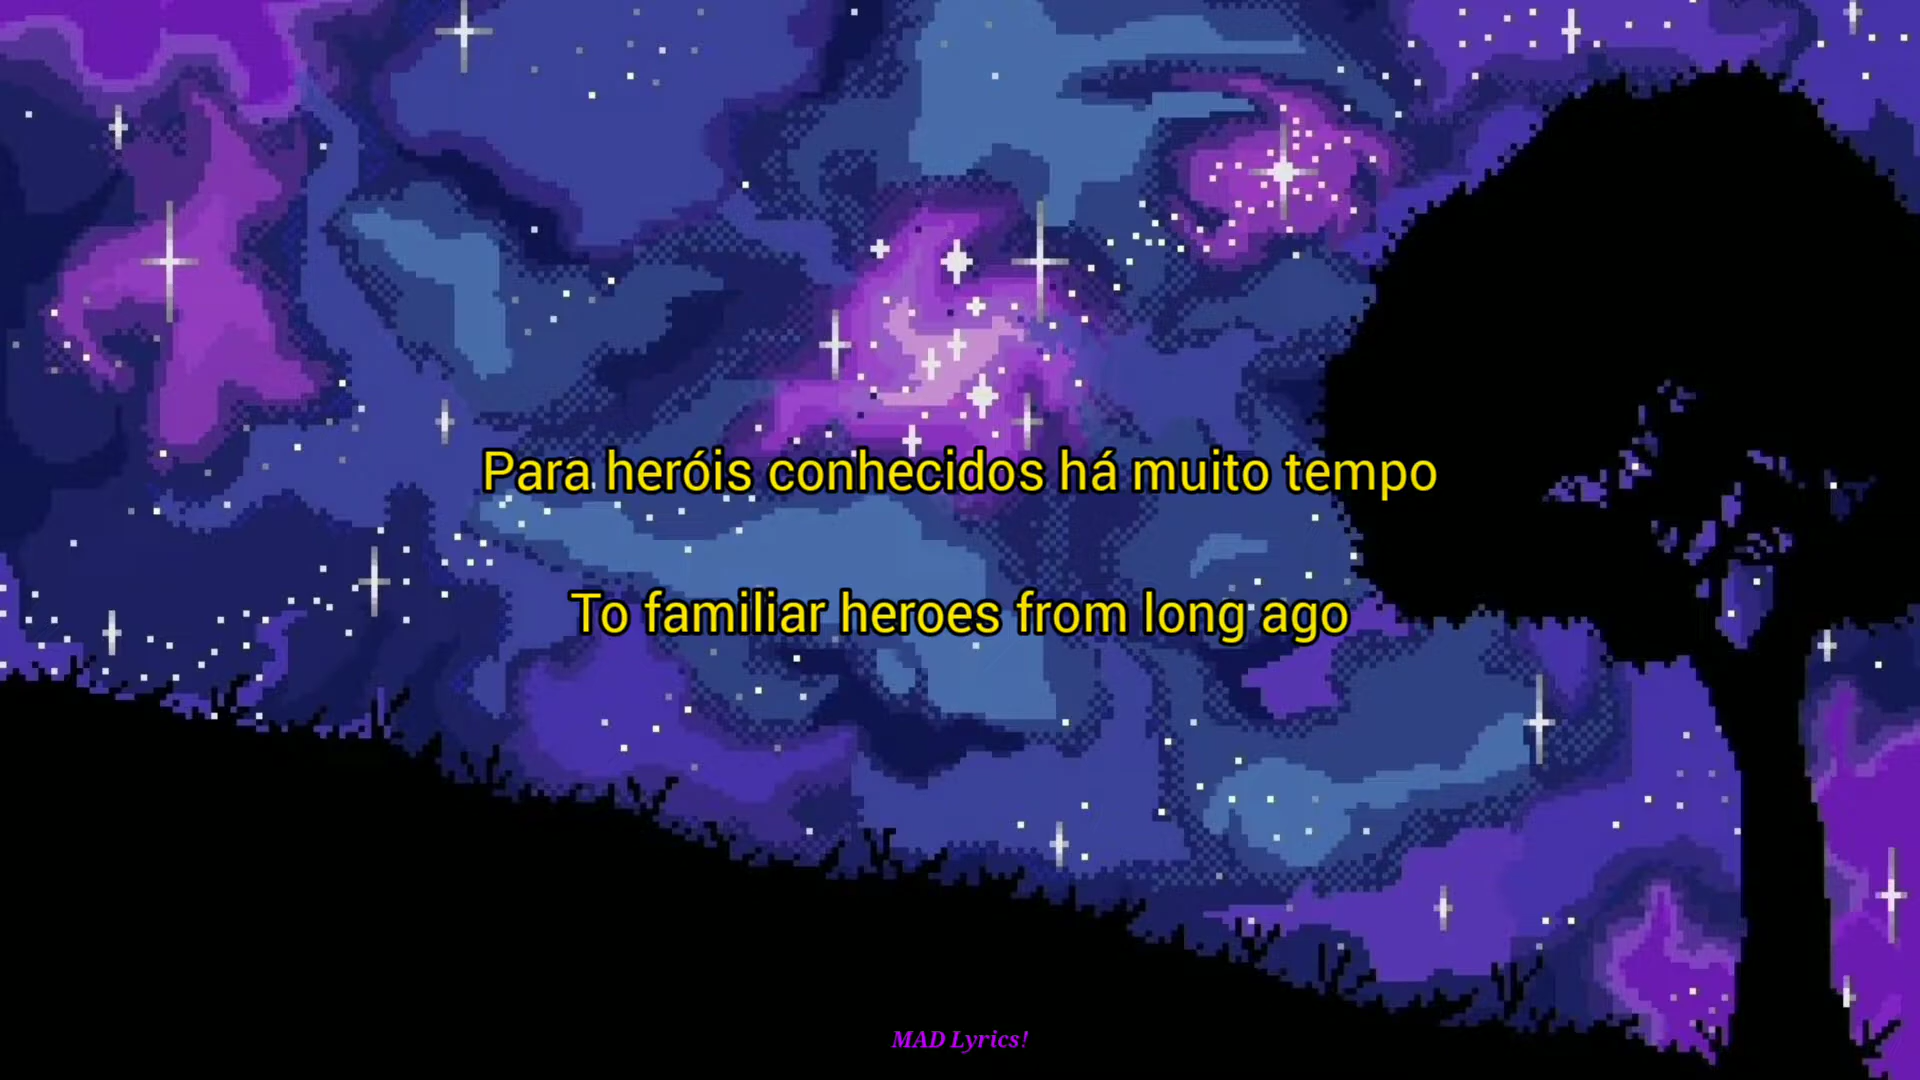 Para heróis conhecidos há muito tempo
To familiar heroes from long ago
MAD Lyrics!